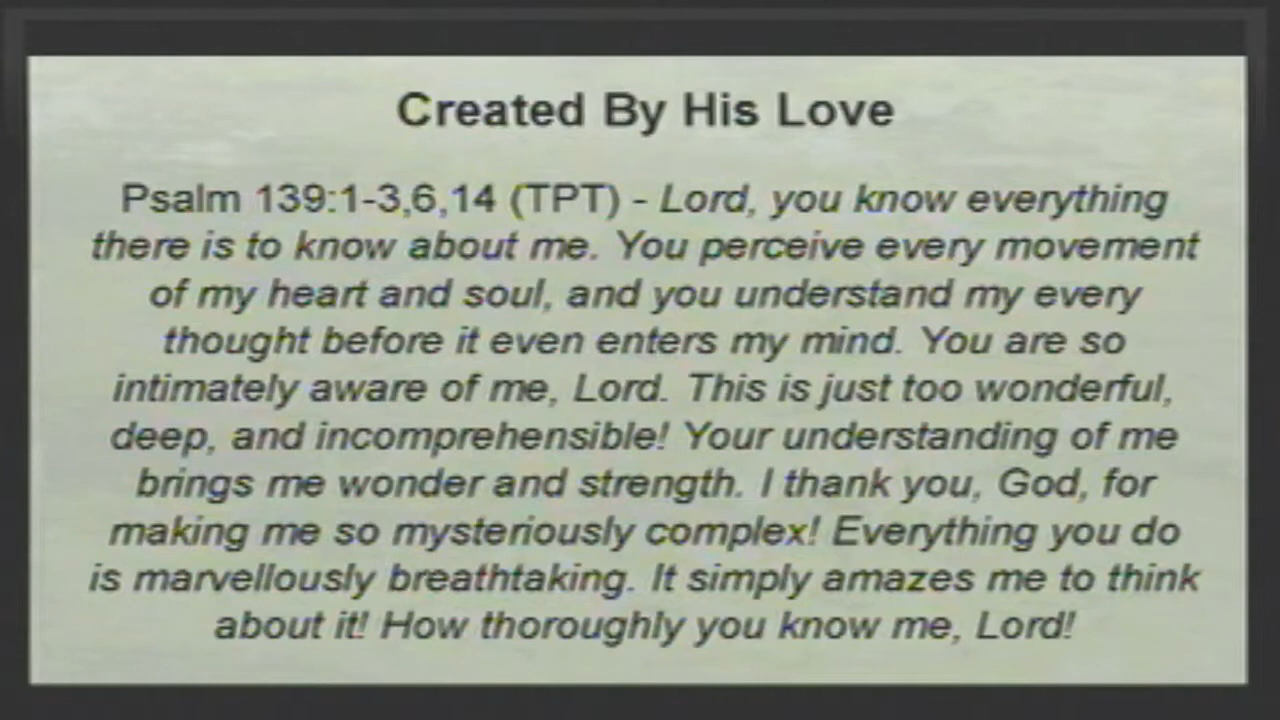 Created By His Love
Psalm 139:1-3,6,14 (TPT) - Lord, you know everything
there is to know about me. You perceive every movement
of my heart and soul, and you understand my every
thought before it even enters my mind. You are so
intimately aware of me, Lord. This is just too wonderful,
deep, and incomprehensible! Your understanding of me
brings me wonder and strength. I thank you, God, for
making me so mysteriously complex! Everything you do
is marvellously breathtaking. It simply amazes me to think
about it! How thoroughly you know me, Lord!